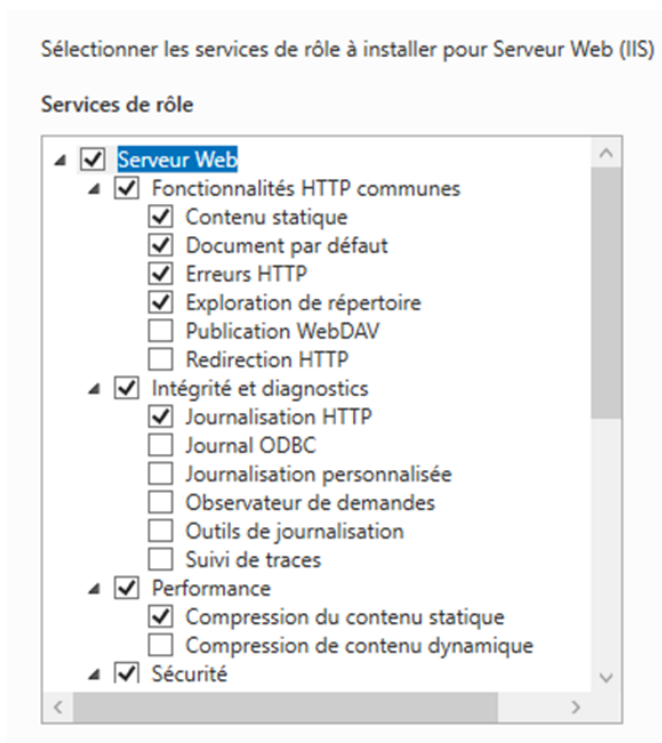 Sélectionner les services de rôle à installer pour Serveur Web (IIS)
Services de rôle
Serveur Web
Fonctionnalités HTTP communes
Contenu statique
Document par défaut
Erreurs HTTP
Exploration de répertoire
Publication WebDAV
Redirection HTTP
Intégrité et diagnostics
Journalisation HTTP
Journal ODBC
Journalisation personnalisée
Observateur de demandes
Outils de journalisation
Suivi de traces
Performance
Compression du contenu statique
Compression de contenu dynamique
Sécurité